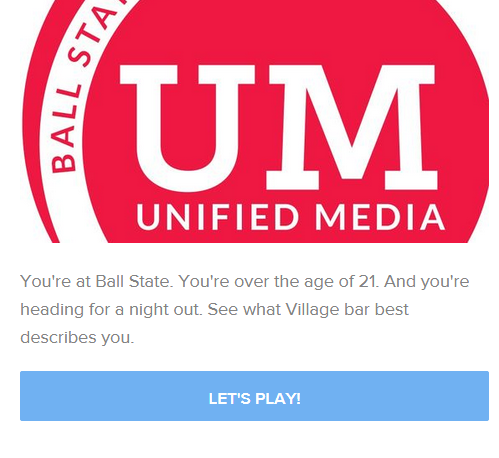 BALL STA
UM
UNIFIED MEDIA
You're at Ball State. You're over the age of 21. And you're
heading for a night out. See what Village bar best
describes you.
LET'S PLAY!